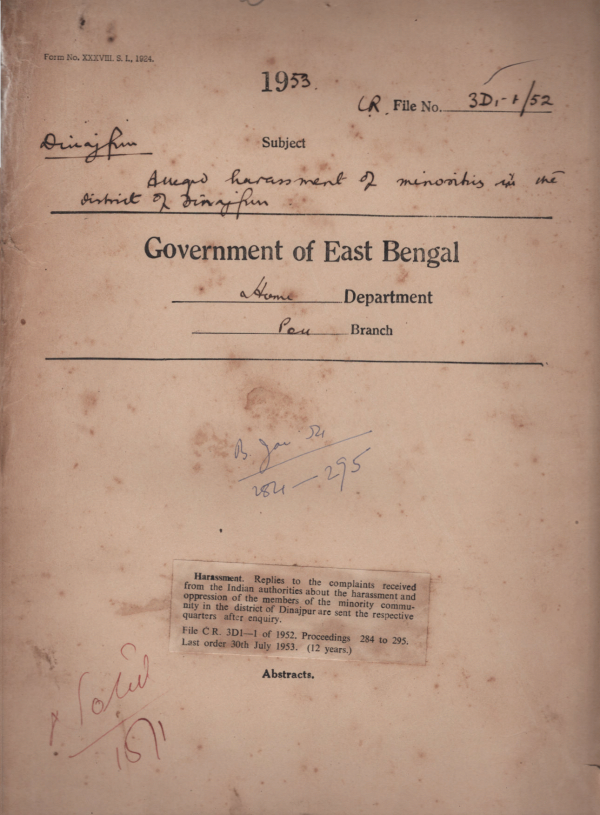 Form No. XXXVIII. S. I., 1924.
1953.
CR. File No. 3D1-1/52
Dinajpur
Subject
Alleged harassment of minorities in the
district of Dinajpur.
Government of East Bengal
Home Department
Branch
B. Jan 54
284 — 295
Harassment. Replies to the complaints received
from the Indian authorities about the harassment and
oppression of the members of the minority commu-
nity in the district of Dinajpur are sent the respective
quarters after enquiry.
File C R. 3D1—1 of 1952. Proceedings 284 to 295.
Last order 30th July 1953. (12 years.)
Abstracts.